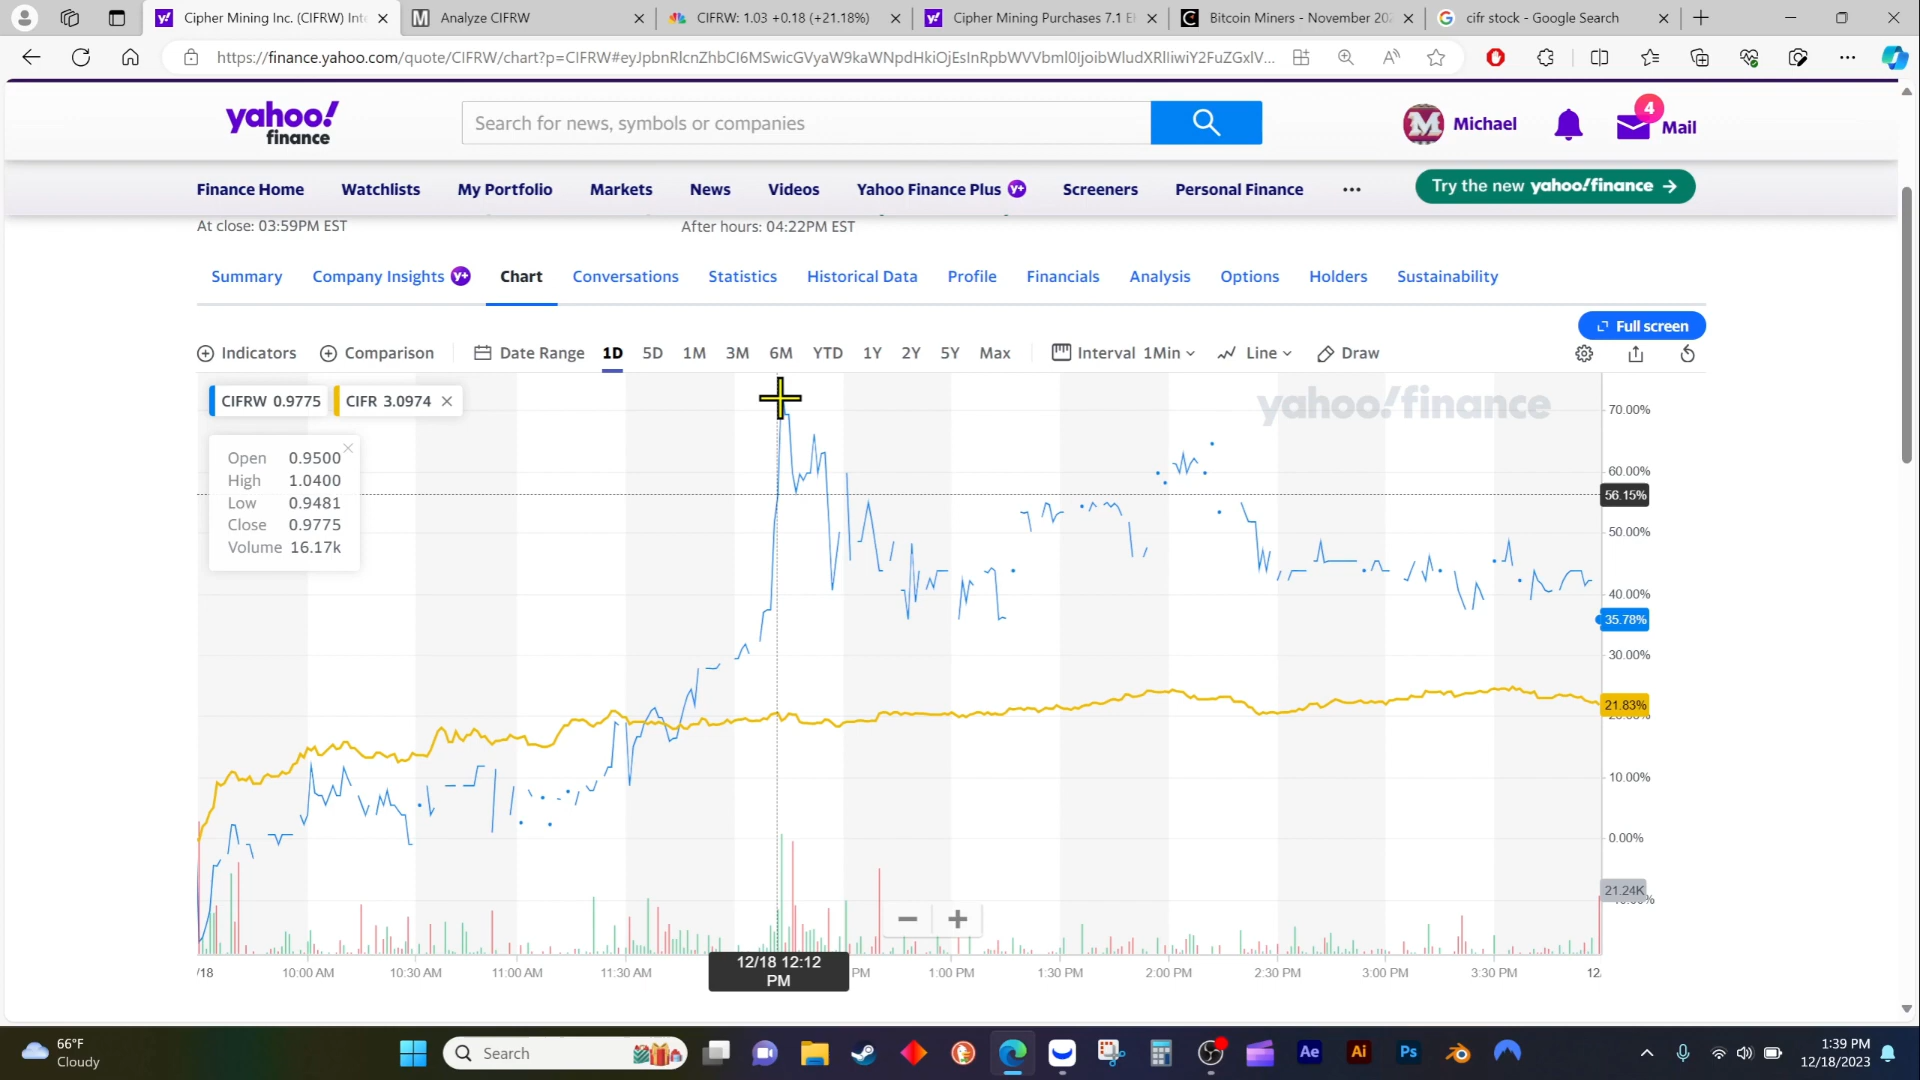 Cipher Mining Inc. (CIFRW) Inte
Analyze CIFRW
CIFRW: 1.03 +0.18 (+21.18%)
Cipher Mining Purchases 7.1 E
Bitcoin Miners - November 202
cifr stock - Google Search
https://finance.yahoo.com/quote/CIFRW/chart?p=CIFRW#
yahoo!
finance
Search for news, symbols or companies
M
Michael
4
Mail
Finance Home
Watchlists
My Portfolio
Markets
News
Videos
Yahoo Finance Plus
Y+
Screeners
Personal Finance
Try the new yahoo!finance →
At close: 03:59PM EST
After hours: 04:22PM EST
Summary
Company Insights
Y+
Chart
Conversations
Statistics
Historical Data
Profile
Financials
Analysis
Options
Holders
Sustainability
Full screen
Indicators
Comparison
Date Range
1D
5D
1M
3M
6M
YTD
1Y
2Y
5Y
Max
Interval 1Min
Line
Draw
CIFRW 0.9775
CIFR 3.0974
yahoo!finance
Open 0.9500
High 1.0400
Low 0.9481
Close 0.9775
Volume 16.17k
70.00%
60.00%
56.15%
50.00%
40.00%
35.78%
30.00%
21.83%
10.00%
0.00%
21.24K
/18
10:00 AM
10:30 AM
11:00 AM
11:30 AM
12/18 12:12
PM
PM
1:00 PM
1:30 PM
2:00 PM
2:30 PM
3:00 PM
3:30 PM
12
66°F
Cloudy
Search
Ae
Ai
Ps
1:39 PM
12/18/2023